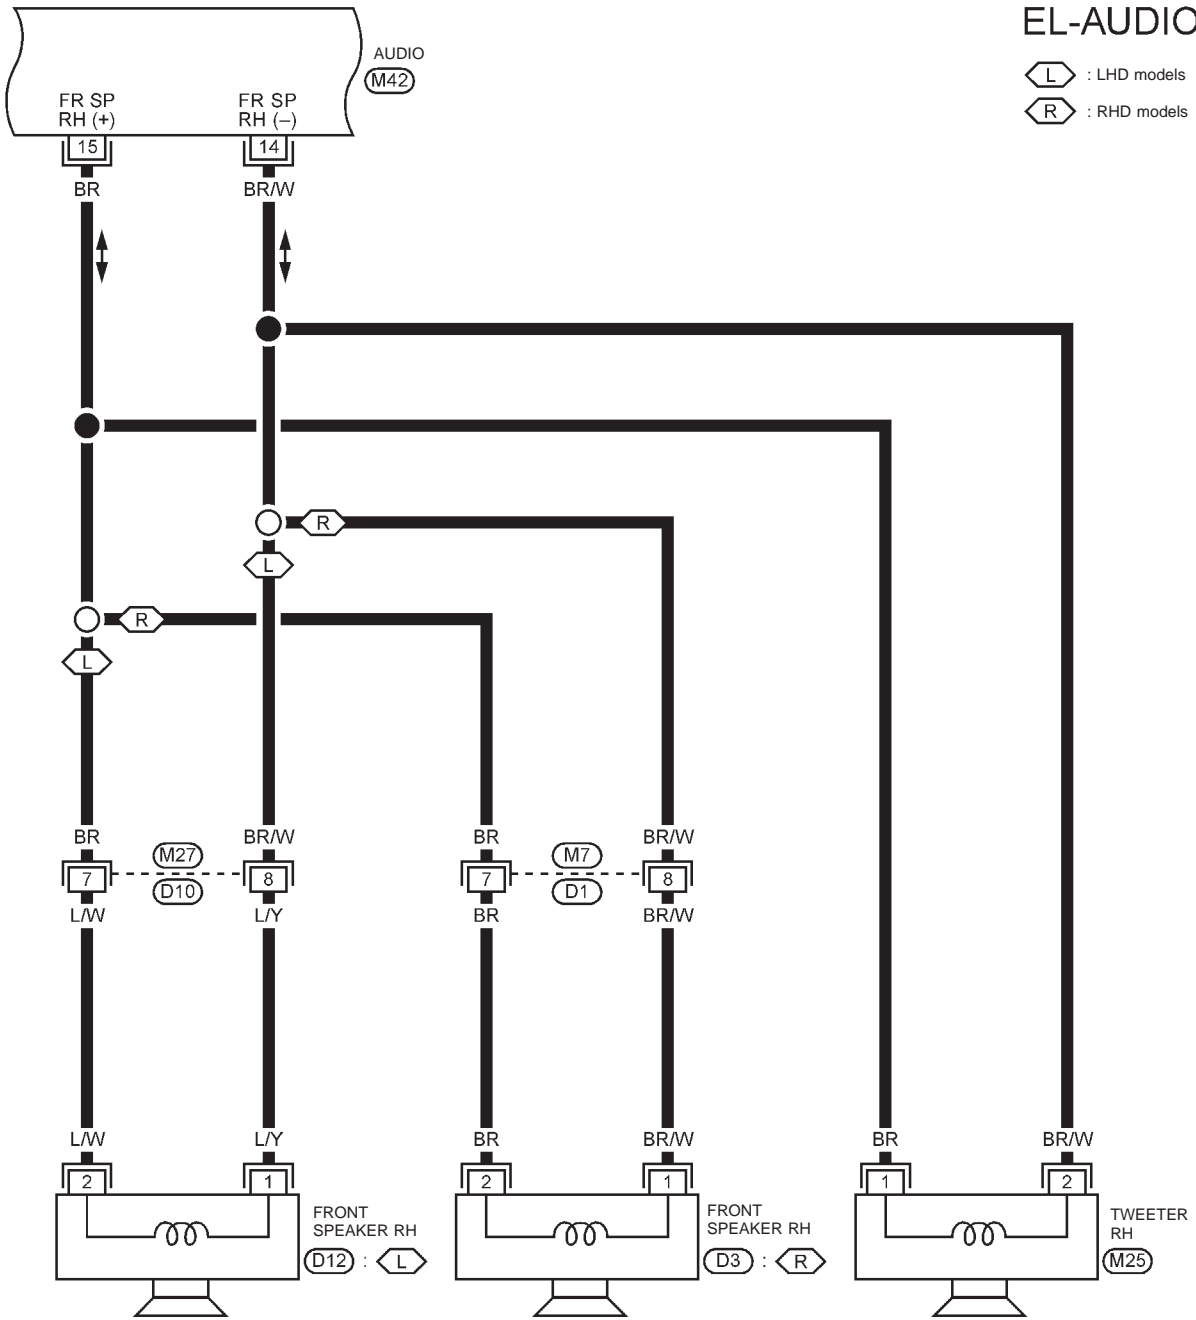 EL-AUDIO
AUDIO
M42
L : LHD models
R : RHD models
FR SP
RH (+)
FR SP
RH (–)
15
14
BR
BR/W
R
L
R
L
BR
BR/W
BR
BR/W
M27
M7
7
8
7
8
D10
D1
L/W
L/Y
BR
BR/W
L/W
L/Y
BR
BR/W
BR
BR/W
2
1
2
1
1
2
FRONT
SPEAKER RH
D12 : L
FRONT
SPEAKER RH
D3 : R
TWEETER
RH
M25